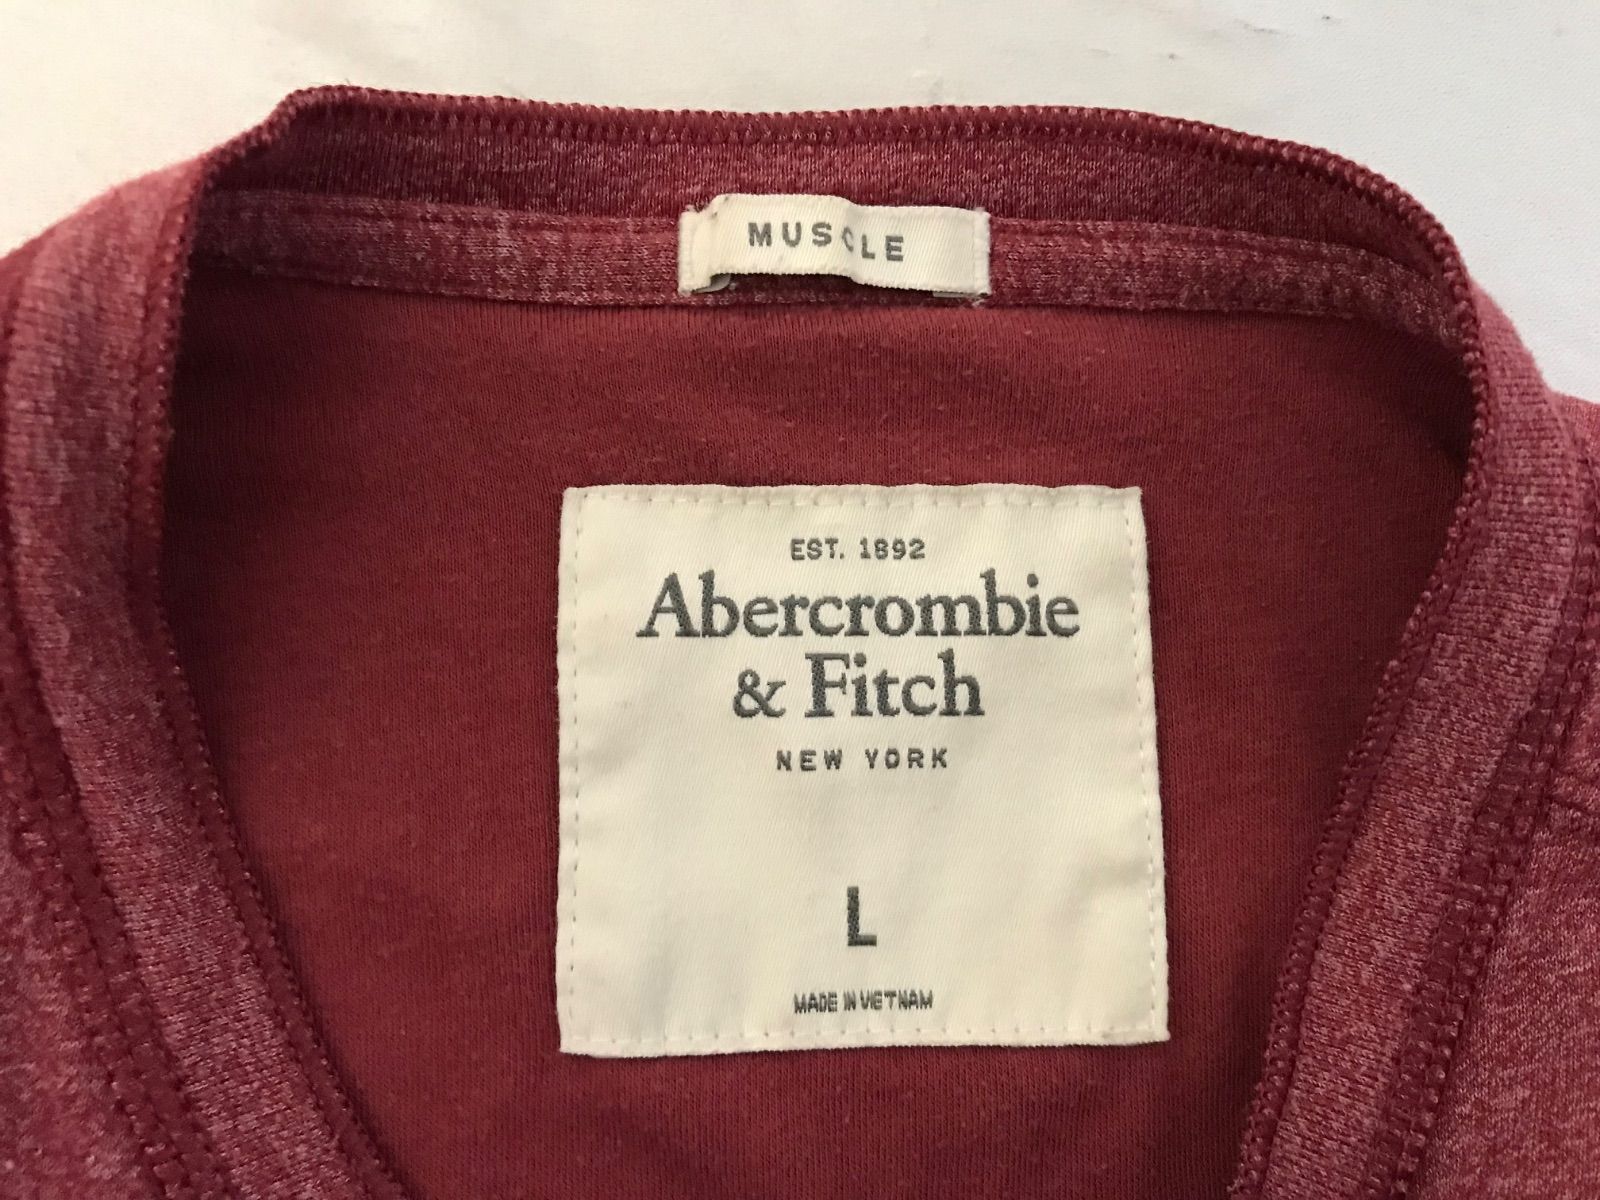 MUSCLE
EST. 1892
Abercrombie
& Fitch
NEW YORK
L
MADE IN VIETNAM